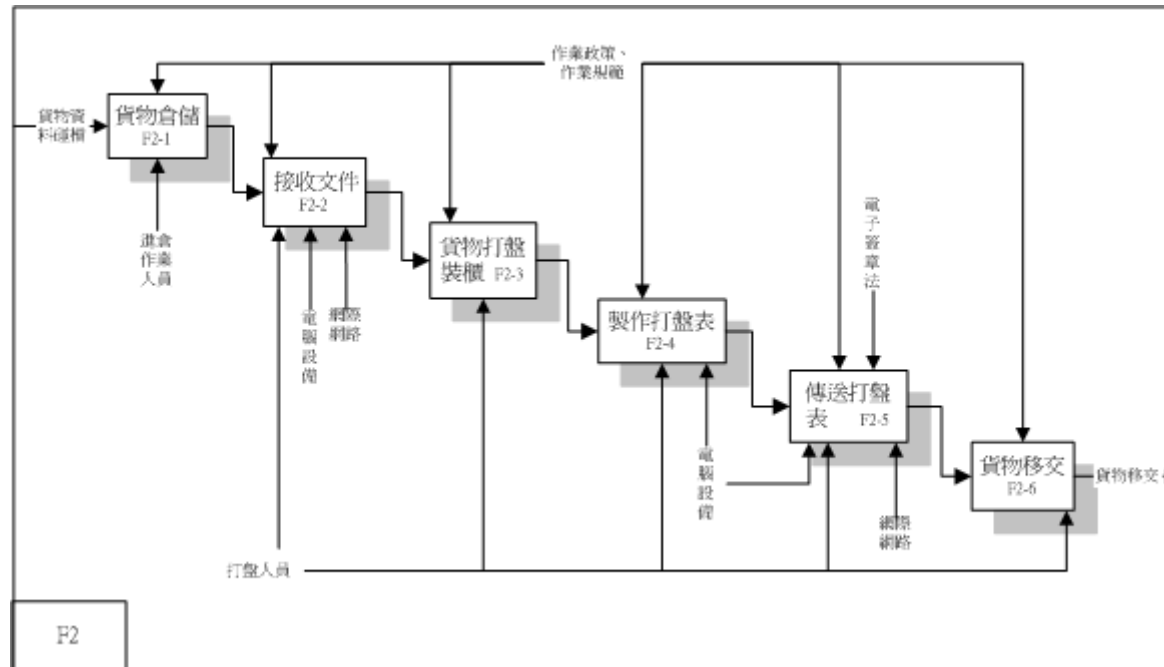 作業政策、
作業規範
貨物資
料
貨物倉儲
F2-1
接收文件
F2-2
進倉
作業
人員
電
腦
設
備
網際
網路
貨物打盤
裝櫃 F2-3
電
子
簽
章
法
製作打盤表
F2-4
傳送打盤
表 F2-5
電
腦
設
備
網際
網路
貨物移交
F2-6
貨物移交
打盤人員
F2